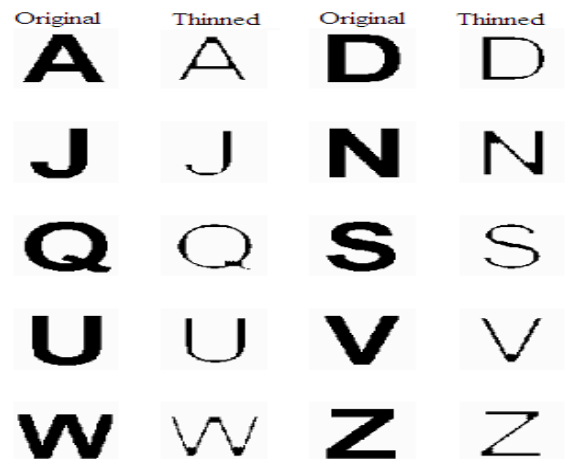 Original Thinned Original Thinned
A A D D
J J N N
Q Q S S
U U V V
W W Z Z